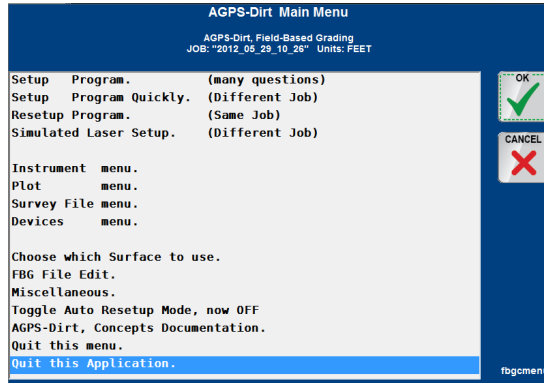 AGPS-Dirt Main Menu
AGPS-Dirt, Field-Based Grading
JOB: "2012_05_29_10_26" Units: FEET
Setup Program. (many questions)
Setup Program Quickly. (Different Job)
Resetup Program. (Same Job)
Simulated Laser Setup. (Different Job)
Instrument menu.
Plot menu.
Survey File menu.
Devices menu.
Choose which Surface to use.
FBG File Edit.
Miscellaneous.
Toggle Auto Resetup Mode, now OFF
AGPS-Dirt, Concepts Documentation.
Quit this menu.
Quit this Application.
OK
CANCEL
fbgcmenu